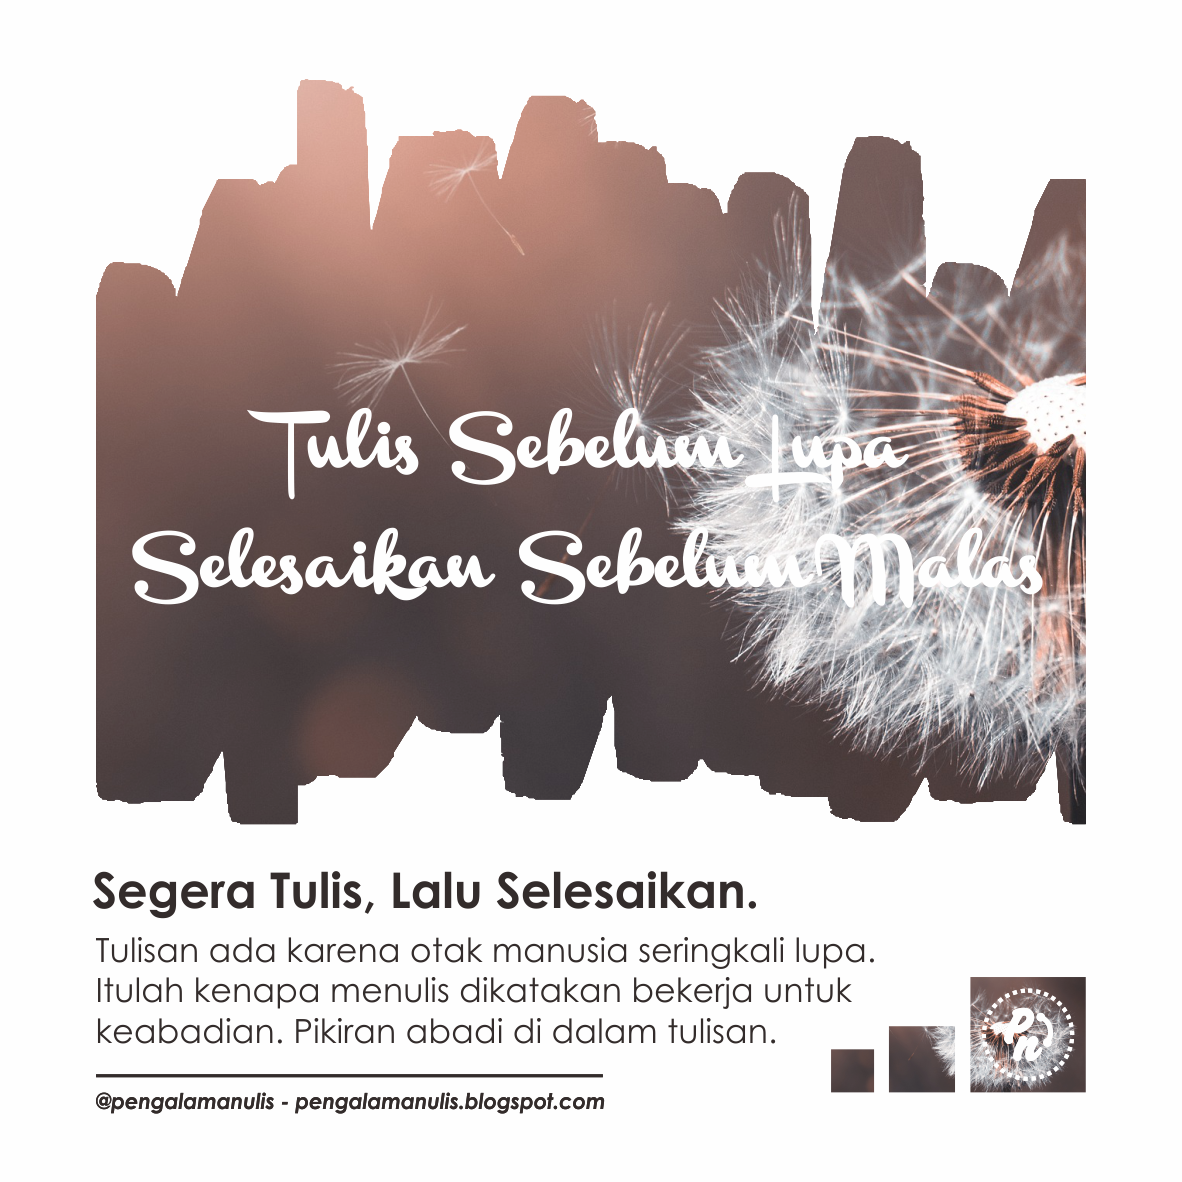 Tulis Sebelum Lupa
Selesaikan Sebelum Malas
Segera Tulis, Lalu Selesaikan.
Tulisan ada karena otak manusia seringkali lupa.
Itulah kenapa menulis dikatakan bekerja untuk
keabadian. Pikiran abadi di dalam tulisan.
Pn
@pengalamanulis - pengalamanulis.blogspot.com